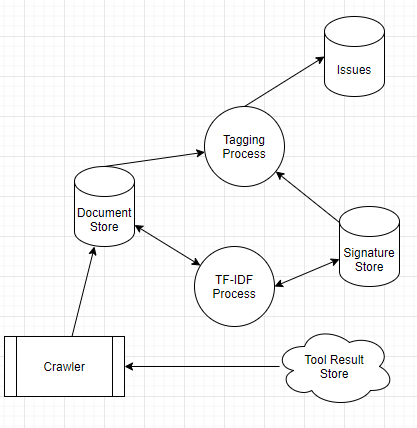 Issues
Tagging
Process
Document
Store
Signature
Store
TF-IDF
Process
Crawler
Tool Result
Store